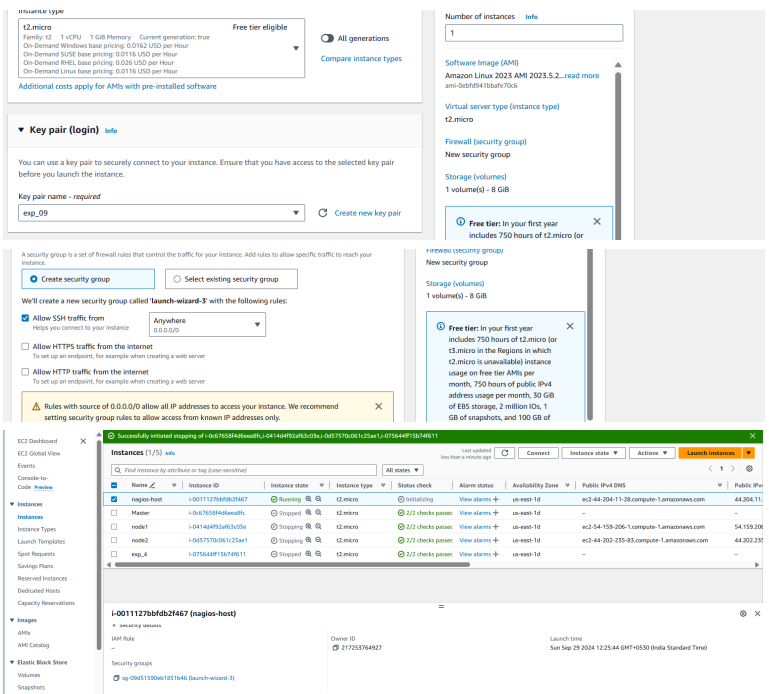 Instance type
t2.micro Free tier eligible
Family: t2 1 vCPU 1 GiB Memory Current generation: true
On-Demand Windows base pricing: 0.0162 USD per Hour
On-Demand SUSE base pricing: 0.0116 USD per Hour
On-Demand RHEL base pricing: 0.026 USD per Hour
On-Demand Linux base pricing: 0.0116 USD per Hour
All generations
Compare instance types
Additional costs apply for AMIs with pre-installed software
Key pair (login) Info
You can use a key pair to securely connect to your instance. Ensure that you have access to the selected key pair
before you launch the instance.
Key pair name - required
exp_09
Create new key pair
Number of instances Info
1
Software Image (AMI)
Amazon Linux 2023 AMI 2023.5.2...read more
ami-0ebfd941bbafe70c6
Virtual server type (instance type)
t2.micro
Firewall (security group)
New security group
Storage (volumes)
1 volume(s) - 8 GiB
Free tier: In your first year
includes 750 hours of t2.micro (or
A security group is a set of firewall rules that control the traffic for your instance. Add rules to allow specific traffic to reach your
instance.
Create security group
Select existing security group
We'll create a new security group called 'launch-wizard-3' with the following rules:
Allow SSH traffic from
Helps you connect to your instance
Anywhere
0.0.0.0/0
Allow HTTPS traffic from the internet
To set up an endpoint, for example when creating a web server
Allow HTTP traffic from the internet
To set up an endpoint, for example when creating a web server
Rules with source of 0.0.0.0/0 allow all IP addresses to access your instance. We recommend
setting security group rules to allow access from known IP addresses only.
Firewall (security group)
New security group
Storage (volumes)
1 volume(s) - 8 GiB
Free tier: In your first year
includes 750 hours of t2.micro (or
t3.micro in the Regions in which
t2.micro is unavailable) instance
usage on free tier AMIs per
month, 750 hours of public IPv4
address usage per month, 30 GiB
of EBS storage, 2 million IOs, 1
GB of snapshots, and 100 GB of
EC2 Dashboard
EC2 Global View
Events
Console-to-
Code Preview
Instances
Instances
Instance Types
Launch Templates
Spot Requests
Savings Plans
Reserved Instances
Dedicated Hosts
Capacity Reservations
Images
AMIs
AMI Catalog
Elastic Block Store
Volumes
Snapshots
Successfully initiated stopping of i-0c67658f4d6eea8fc,i-0414d4f92af63c03e,i-0d57570c061c25ae1,i-075644ff15b74f611
Instances (1/5) Info
Last updated
less than a minute ago
Connect
Instance state
Actions
Launch instances
Find Instance by attribute or tag (case-sensitive)
All states
1
Name Instance ID Instance state Instance type Status check Alarm status Availability Zone Public IPv4 DNS Public IPv
nagios-host i-0011127bbfdb2f467 Running t2.micro Initializing View alarms + us-east-1d ec2-44-204-11-28.compute-1.amazonaws.com 44.204.11.
Master i-0c67658f4d6eea8fc Stopped t2.micro 2/2 checks passec View alarms + us-east-1d – –
node1 i-0414d4f92af63c03e Stopping t2.micro 2/2 checks passec View alarms + us-east-1d ec2-54-159-206-1.compute-1.amazonaws.com 54.159.206
node2 i-0d57570c061c25ae1 Stopping t2.micro 2/2 checks passec View alarms + us-east-1d ec2-44-202-235-83.compute-1.amazonaws.com 44.202.235
exp_4 i-075644ff15b74f611 Stopped t2.micro 2/2 checks passec View alarms + us-east-1d – –
i-0011127bbfdb2f467 (nagios-host)
Security details
IAM Role
–
Owner ID
217253764927
Launch time
Sun Sep 29 2024 12:25:44 GMT+0530 (India Standard Time)
Security groups
sg-09d51590eb1851b46 (launch-wizard-3)